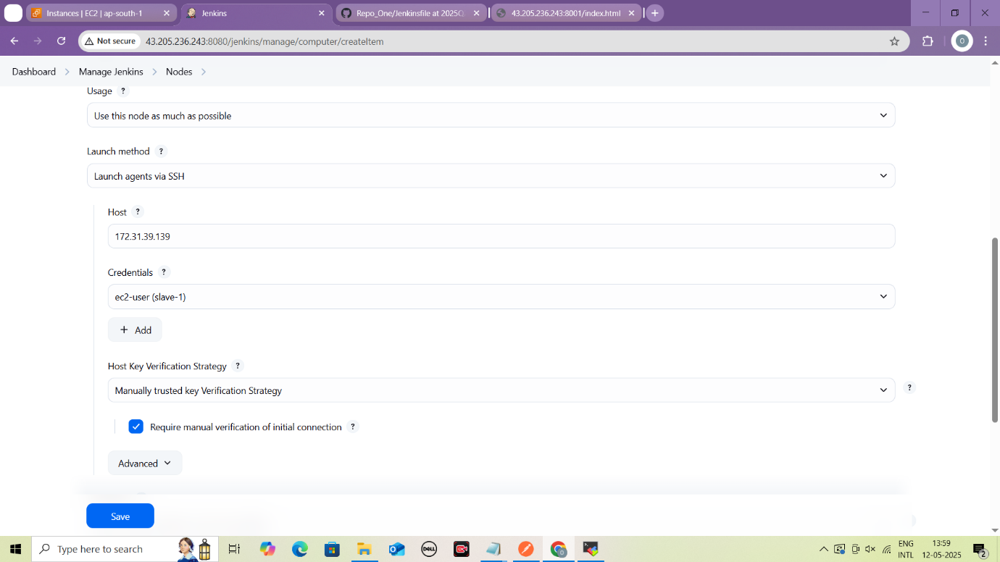 Instances | EC2 | ap-south-1
Jenkins
Repo_One/Jenkinsfile at 2025Q
43.205.236.243:8001/index.html
Not secure
43.205.236.243:8080/jenkins/manage/computer/createItem
O
Dashboard
Manage Jenkins
Nodes
Usage ?
Use this node as much as possible
Launch method ?
Launch agents via SSH
Host ?
172.31.39.139
Credentials ?
ec2-user (slave-1)
+ Add
Host Key Verification Strategy ?
Manually trusted key Verification Strategy
?
Require manual verification of initial connection ?
Advanced
Save
Type here to search
DELL
ENG
INTL
13:59
12-05-2025
2